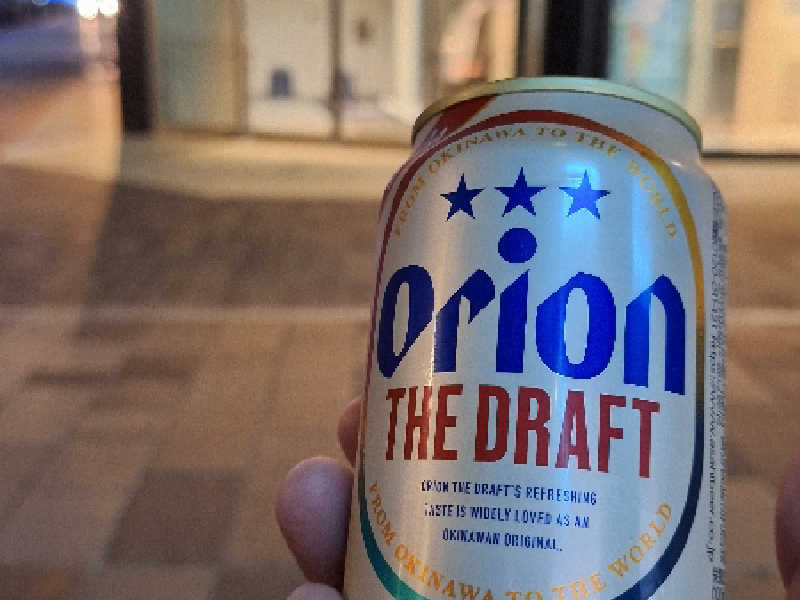 FROM OKINAWA TO THE WORLD
Orion
THE DRAFT
ORION THE DRAFT'S REFRESHING
TASTE IS WIDELY LOVED AS AN
OKINAWAN ORIGINAL.
FROM OKINAWA TO THE WORLD